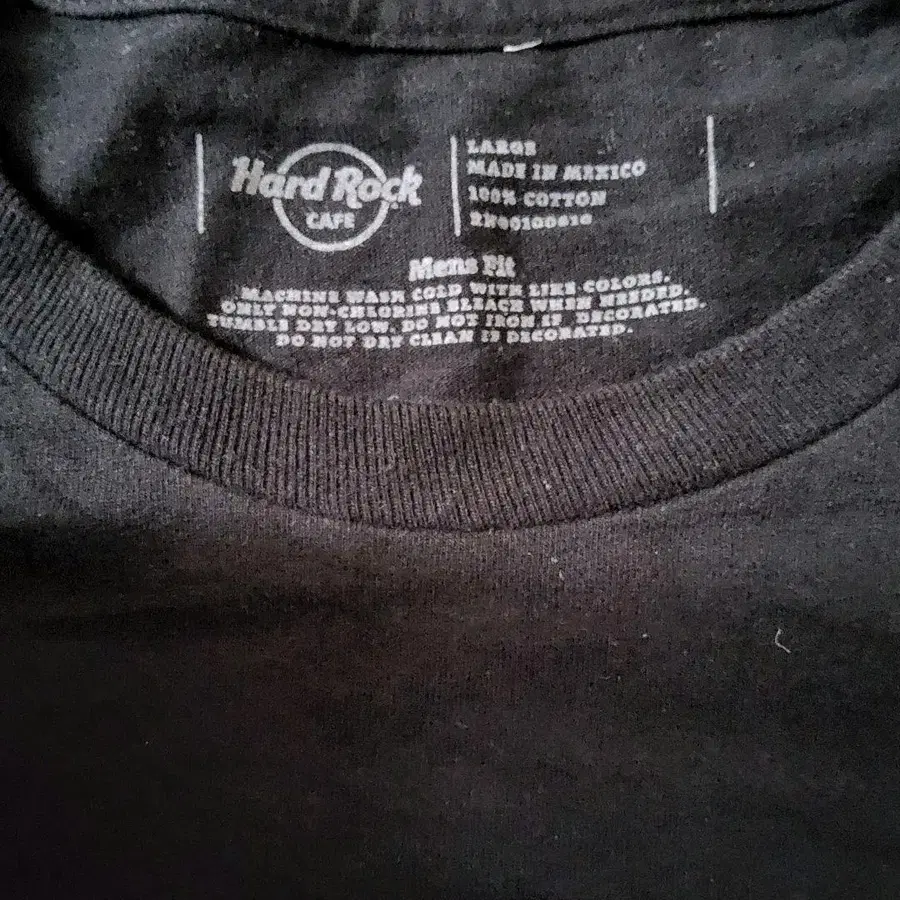 Hard Rock
CAFE
LARGE
MADE IN MEXICO
100% COTTON
Mens Fit
MACHINE WASH COLD WITH LIKE COLORS.
ONLY NON-CHLORINE BLEACH WHEN NEEDED.
TUMBLE DRY LOW. DO NOT IRON IF DECORATED.
DO NOT DRY CLEAN IF DECORATED.